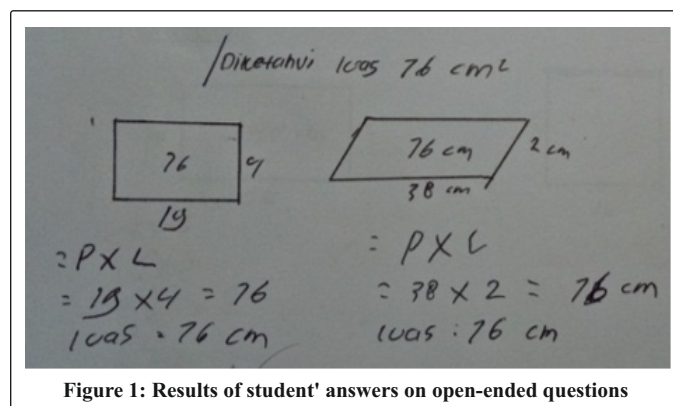 Diketahui luas 76 cm²
76
4
19
= P X L
= 19 X 4 = 76
luas = 76 cm
76 cm
2 cm
38 cm
= P X L
= 38 X 2 = 76 cm
luas : 76 cm
Figure 1: Results of student' answers on open-ended questions